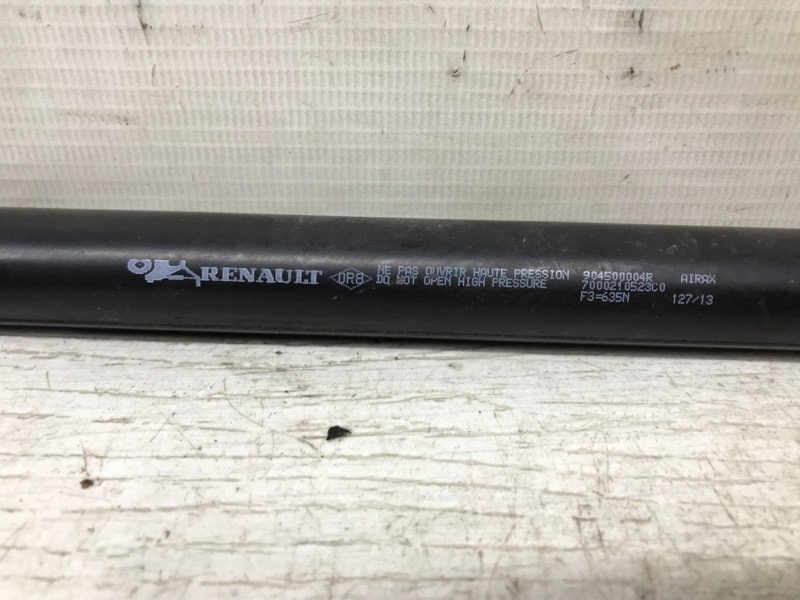 RENAULT
DR8
NE PAS OUVRIR HAUTE PRESSION
DO NOT OPEN HIGH PRESSURE
904500004R
7000210523C0
F3=635N
AIRAX
127/13